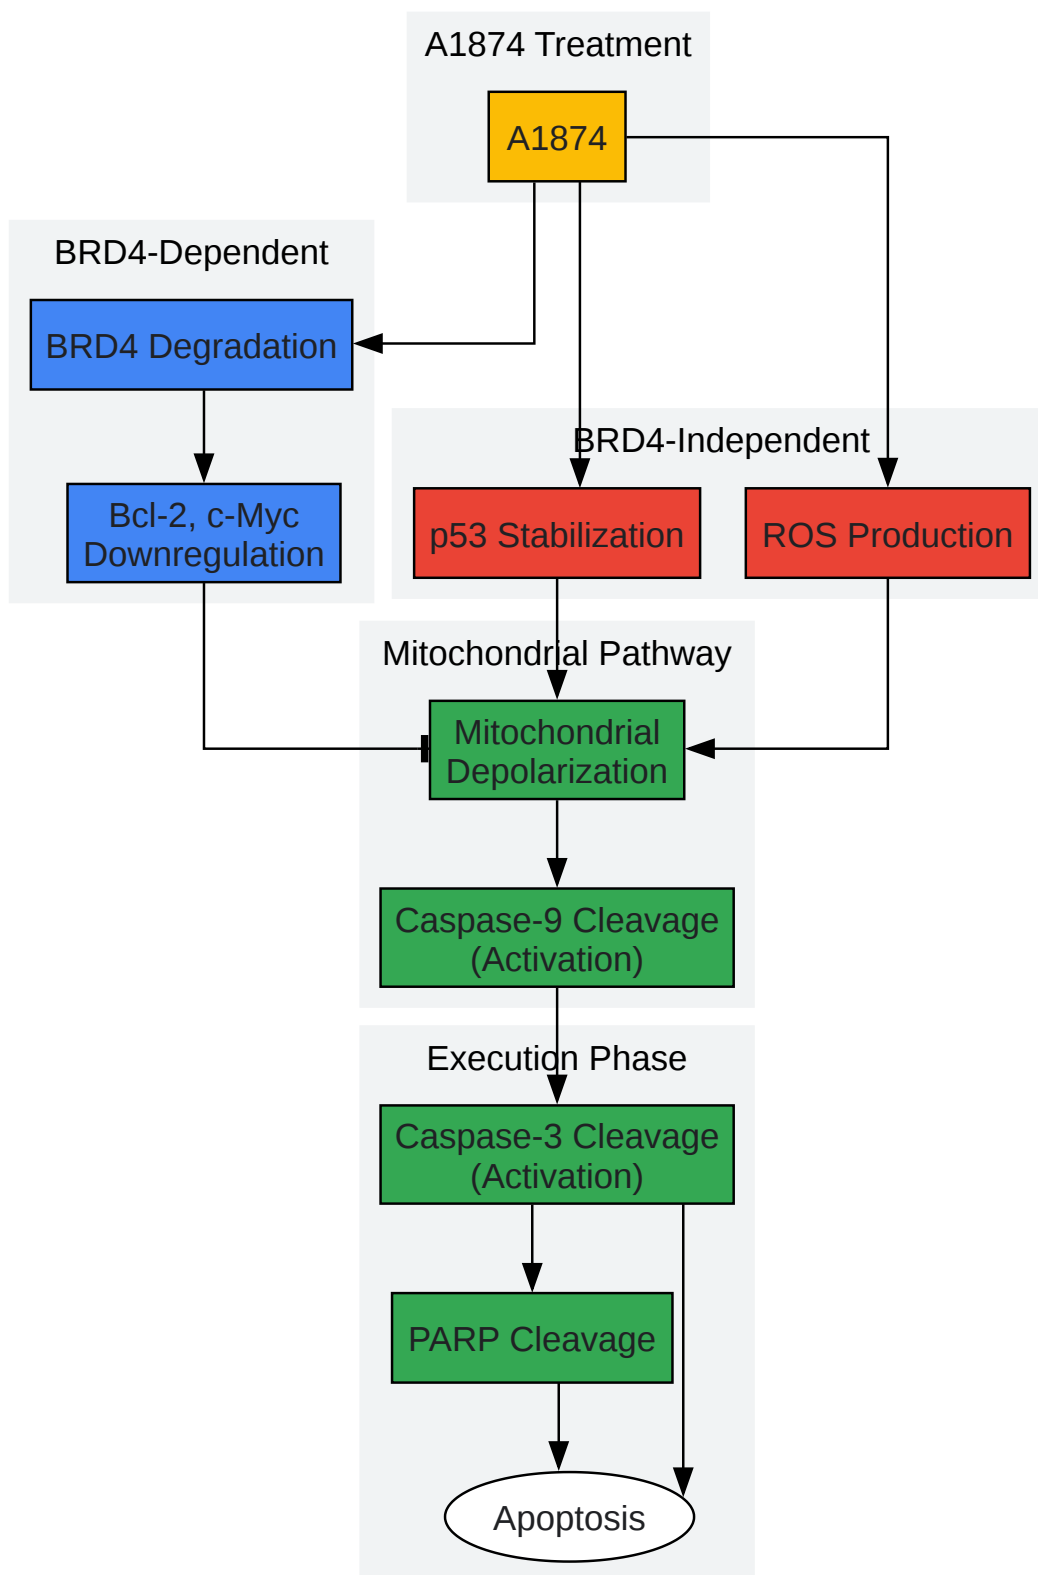 A1874 Treatment
A1874
BRD4-Dependent
BRD4 Degradation
BRD4-Independent
Bcl-2, c-Myc
Downregulation
p53 Stabilization
ROS Production
Mitochondrial Pathway
Mitochondrial
Depolarization
Caspase-9 Cleavage
(Activation)
Execution Phase
Caspase-3 Cleavage
(Activation)
PARP Cleavage
Apoptosis